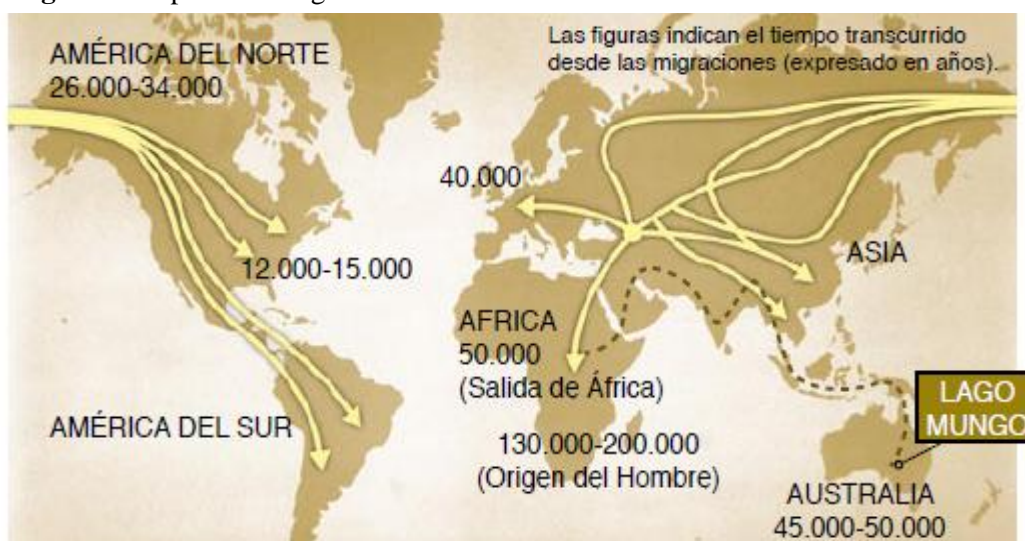 AMÉRICA DEL NORTE
26.000-34.000
Las figuras indican el tiempo transcurrido
desde las migraciones (expresado en años).
40.000
12.000-15.000
ASIA
AFRICA
50.000
(Salida de África)
LAGO
MUNGO
AMÉRICA DEL SUR
130.000-200.000
(Origen del Hombre)
AUSTRALIA
45.000-50.000